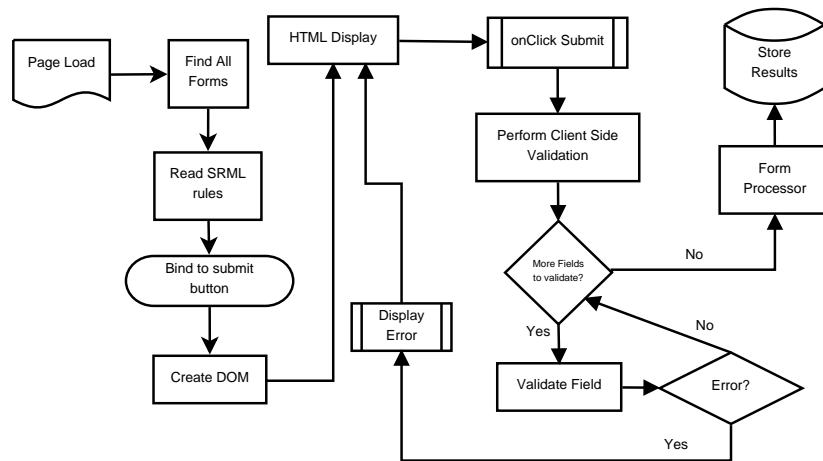 Page Load
Find All
Forms
Read SRML
rules
Bind to submit
button
Create DOM
HTML Display
onClick Submit
Perform Client Side
Validation
More Fields
to validate?
No
Yes
Validate Field
Error?
No
Yes
Display
Error
Form
Processor
Store
Results